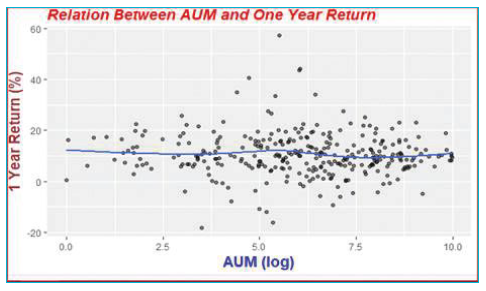 Relation Between AUM and One Year Return
1 Year Return (%)
60
40
20
0
-20
0.0 2.5 5.0 7.5 10.0
AUM (log)